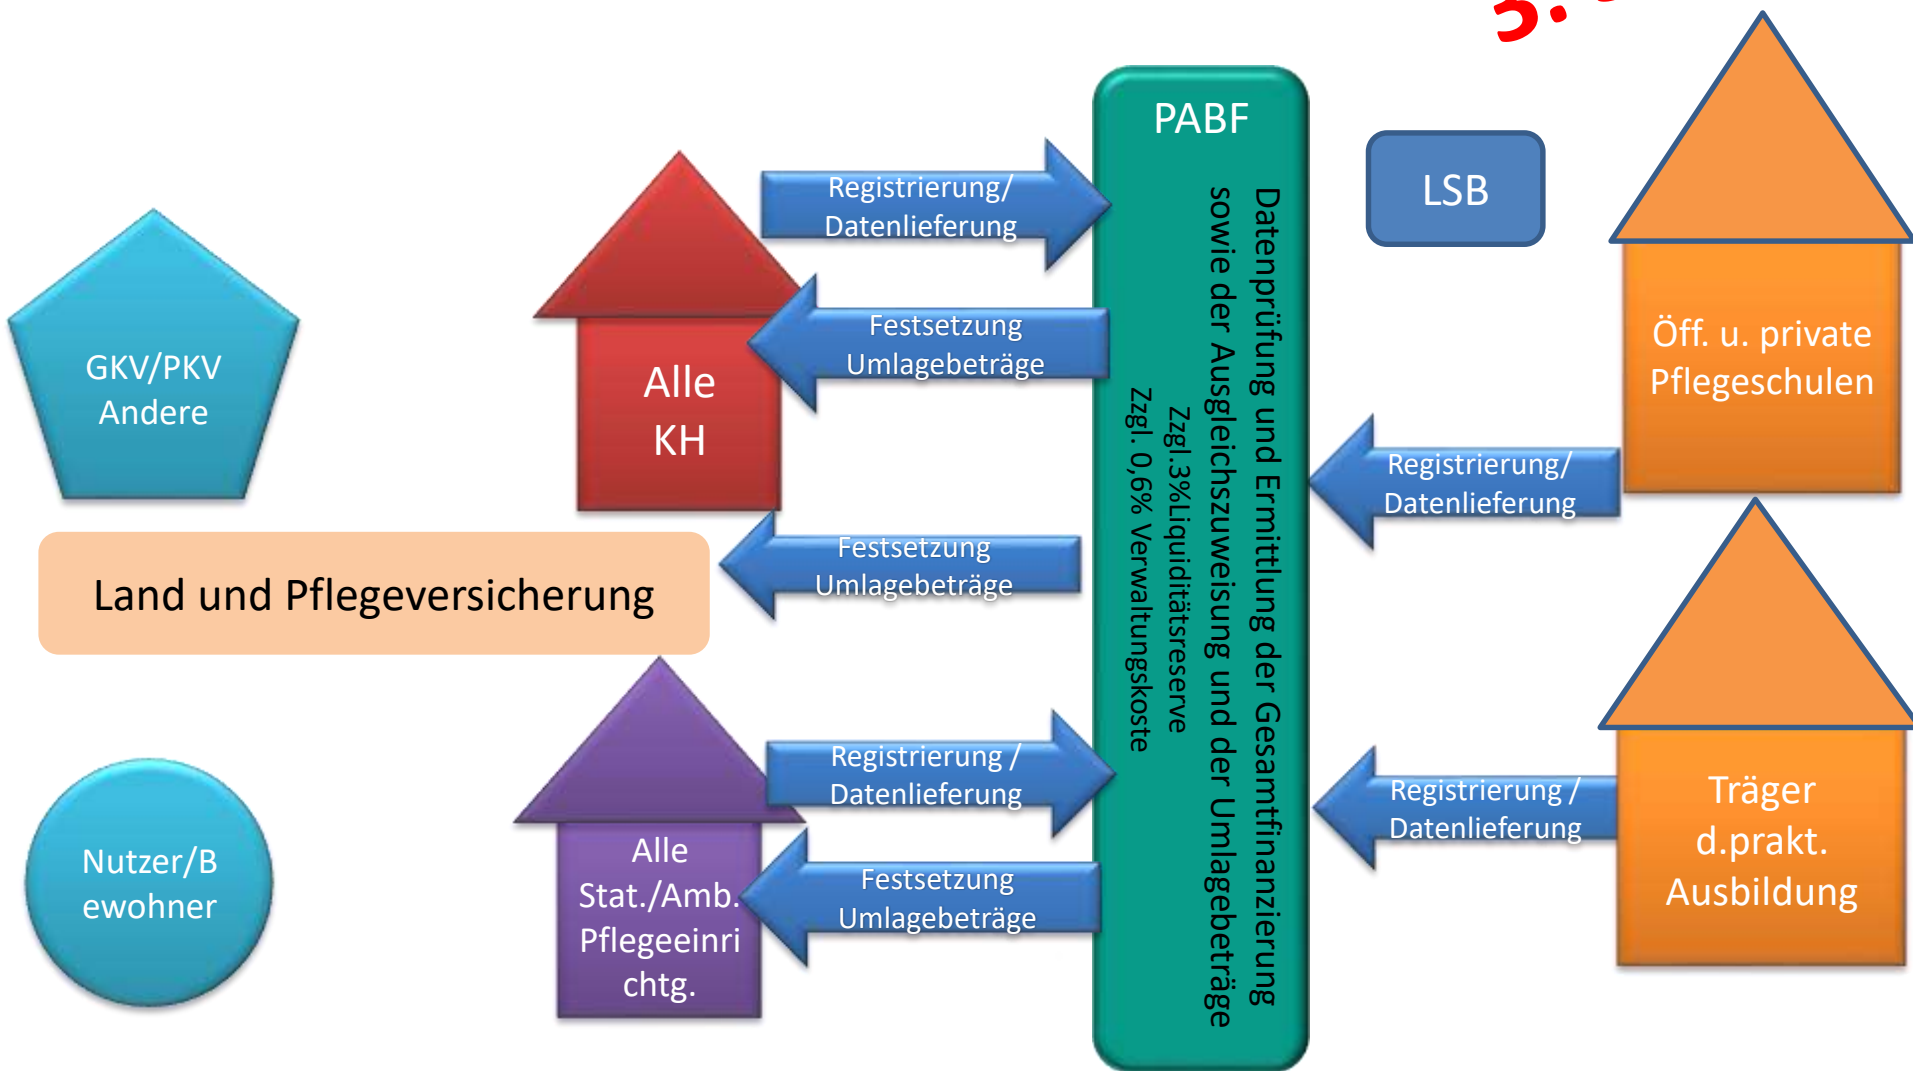 3.
PABF
Datenprüfung und Ermittlung der Gesamtfinanzierung
sowie der Ausgleichszuweisung und der Umlagebeträge
Zzgl.3%Liquiditätsreserve
Zzgl. 0,6% Verwaltungskoste
LSB
Registrierung/
Datenlieferung
Festsetzung
Umlagebeträge
GKV/PKV
Andere
Alle
KH
Öff. u. private
Pflegeschulen
Registrierung/
Datenlieferung
Festsetzung
Umlagebeträge
Land und Pflegeversicherung
Registrierung /
Datenlieferung
Registrierung /
Datenlieferung
Träger
d.prakt.
Ausbildung
Nutzer/B
ewohner
Alle
Stat./Amb.
Pflegeeinri
chtg.
Festsetzung
Umlagebeträge